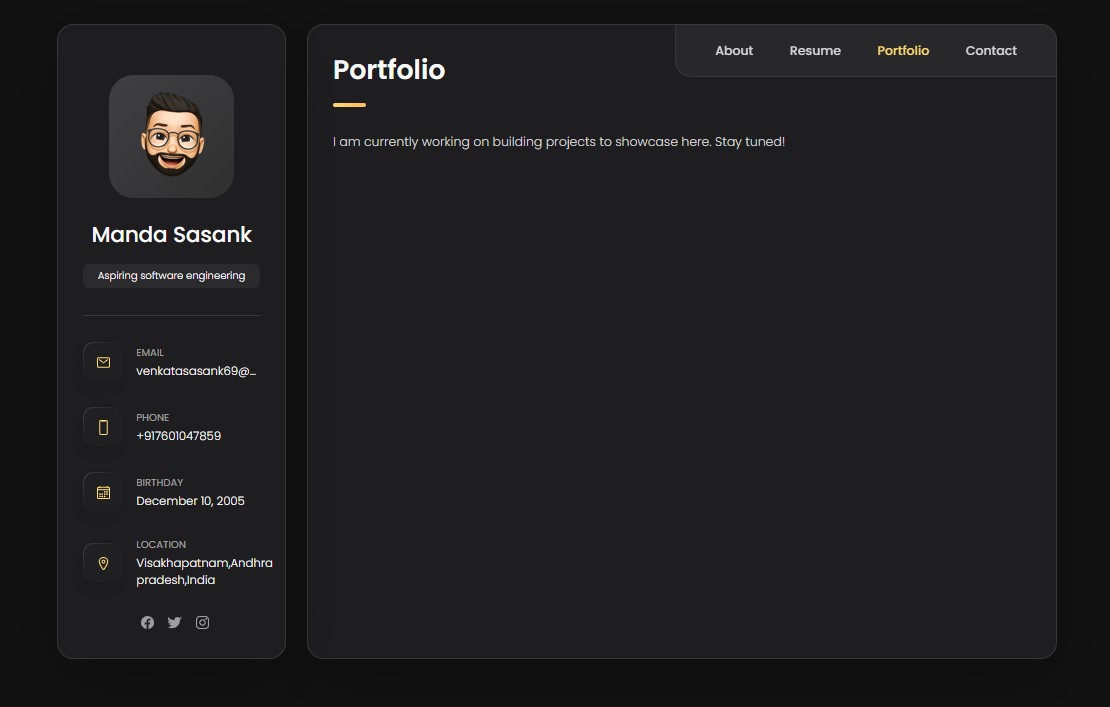 Manda Sasank
Aspiring software engineering
EMAIL
venkatasasank69@...
PHONE
+917601047859
BIRTHDAY
December 10, 2005
LOCATION
Visakhapatnam,Andhra
pradesh,India
About Resume Portfolio Contact
Portfolio
I am currently working on building projects to showcase here. Stay tuned!